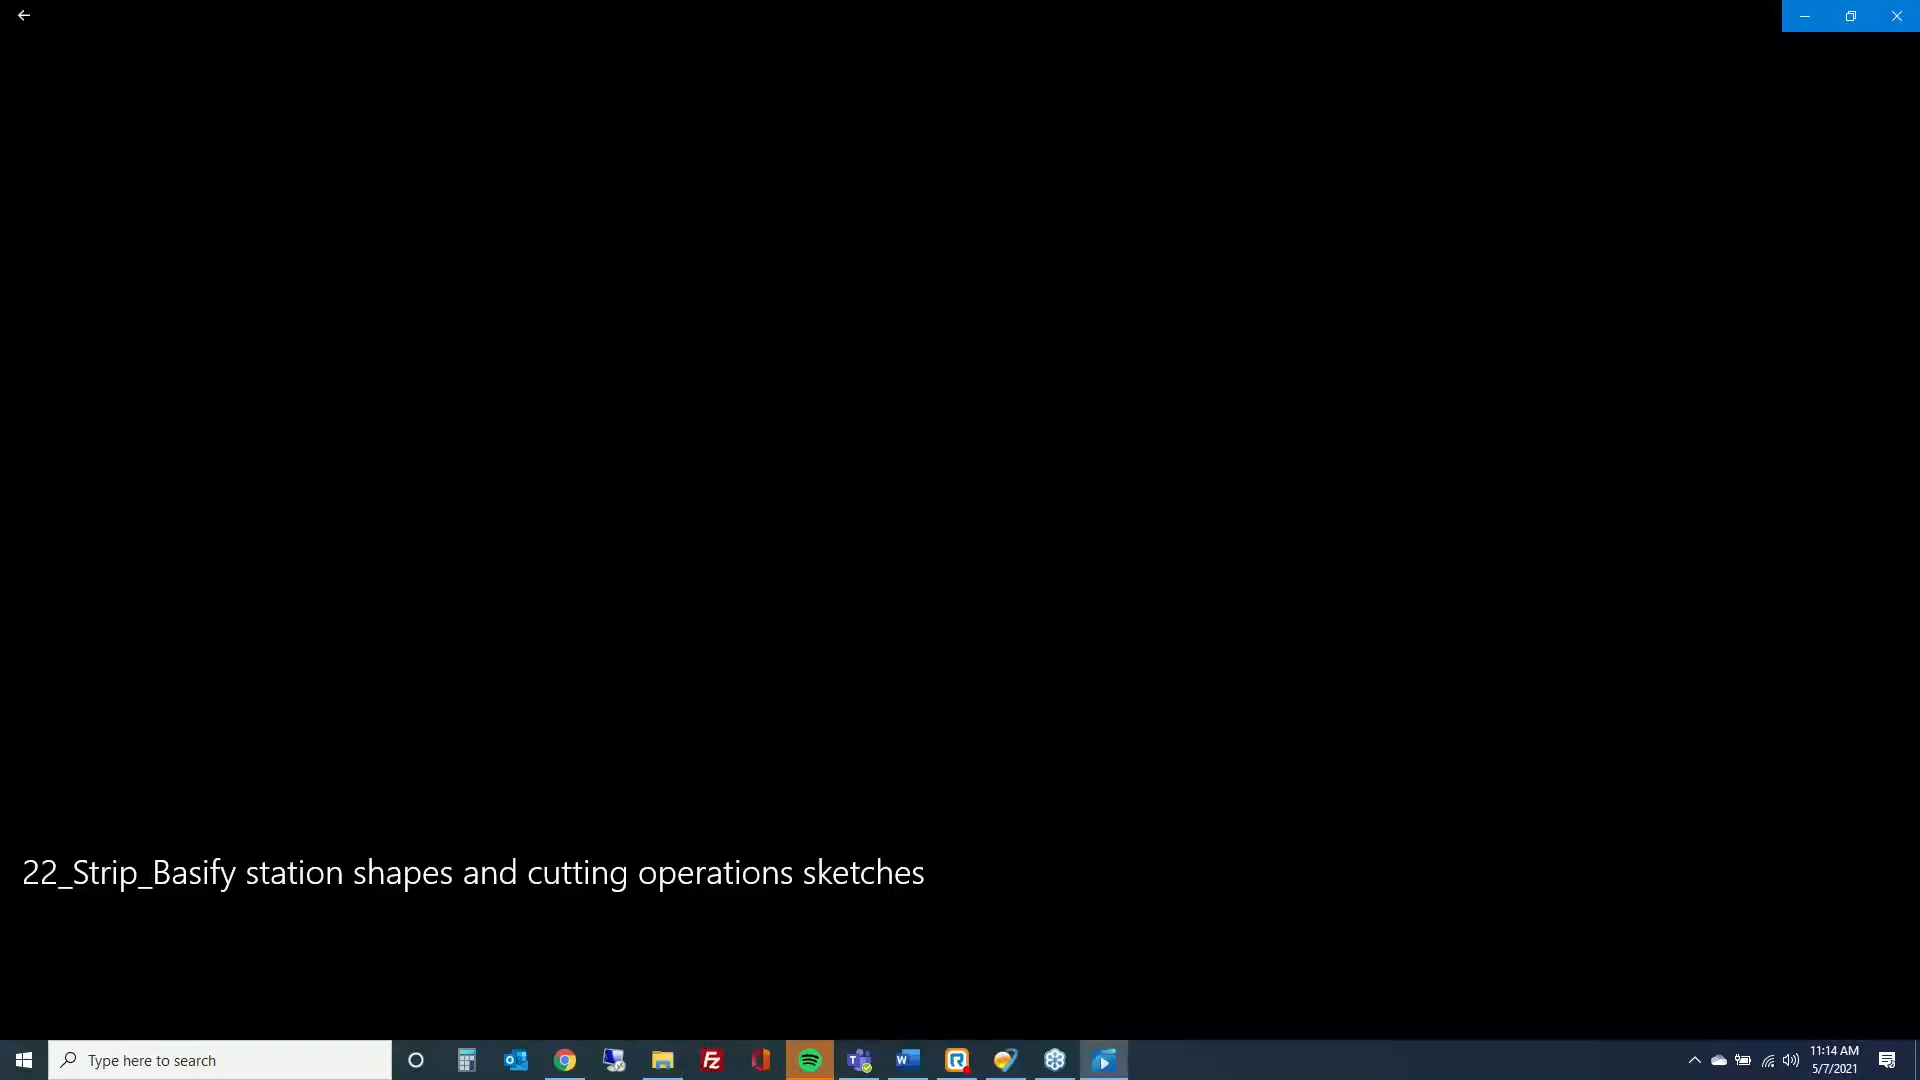 22_Strip_Basify station shapes and cutting operations sketches
Type here to search
11:14 AM
5/7/2021